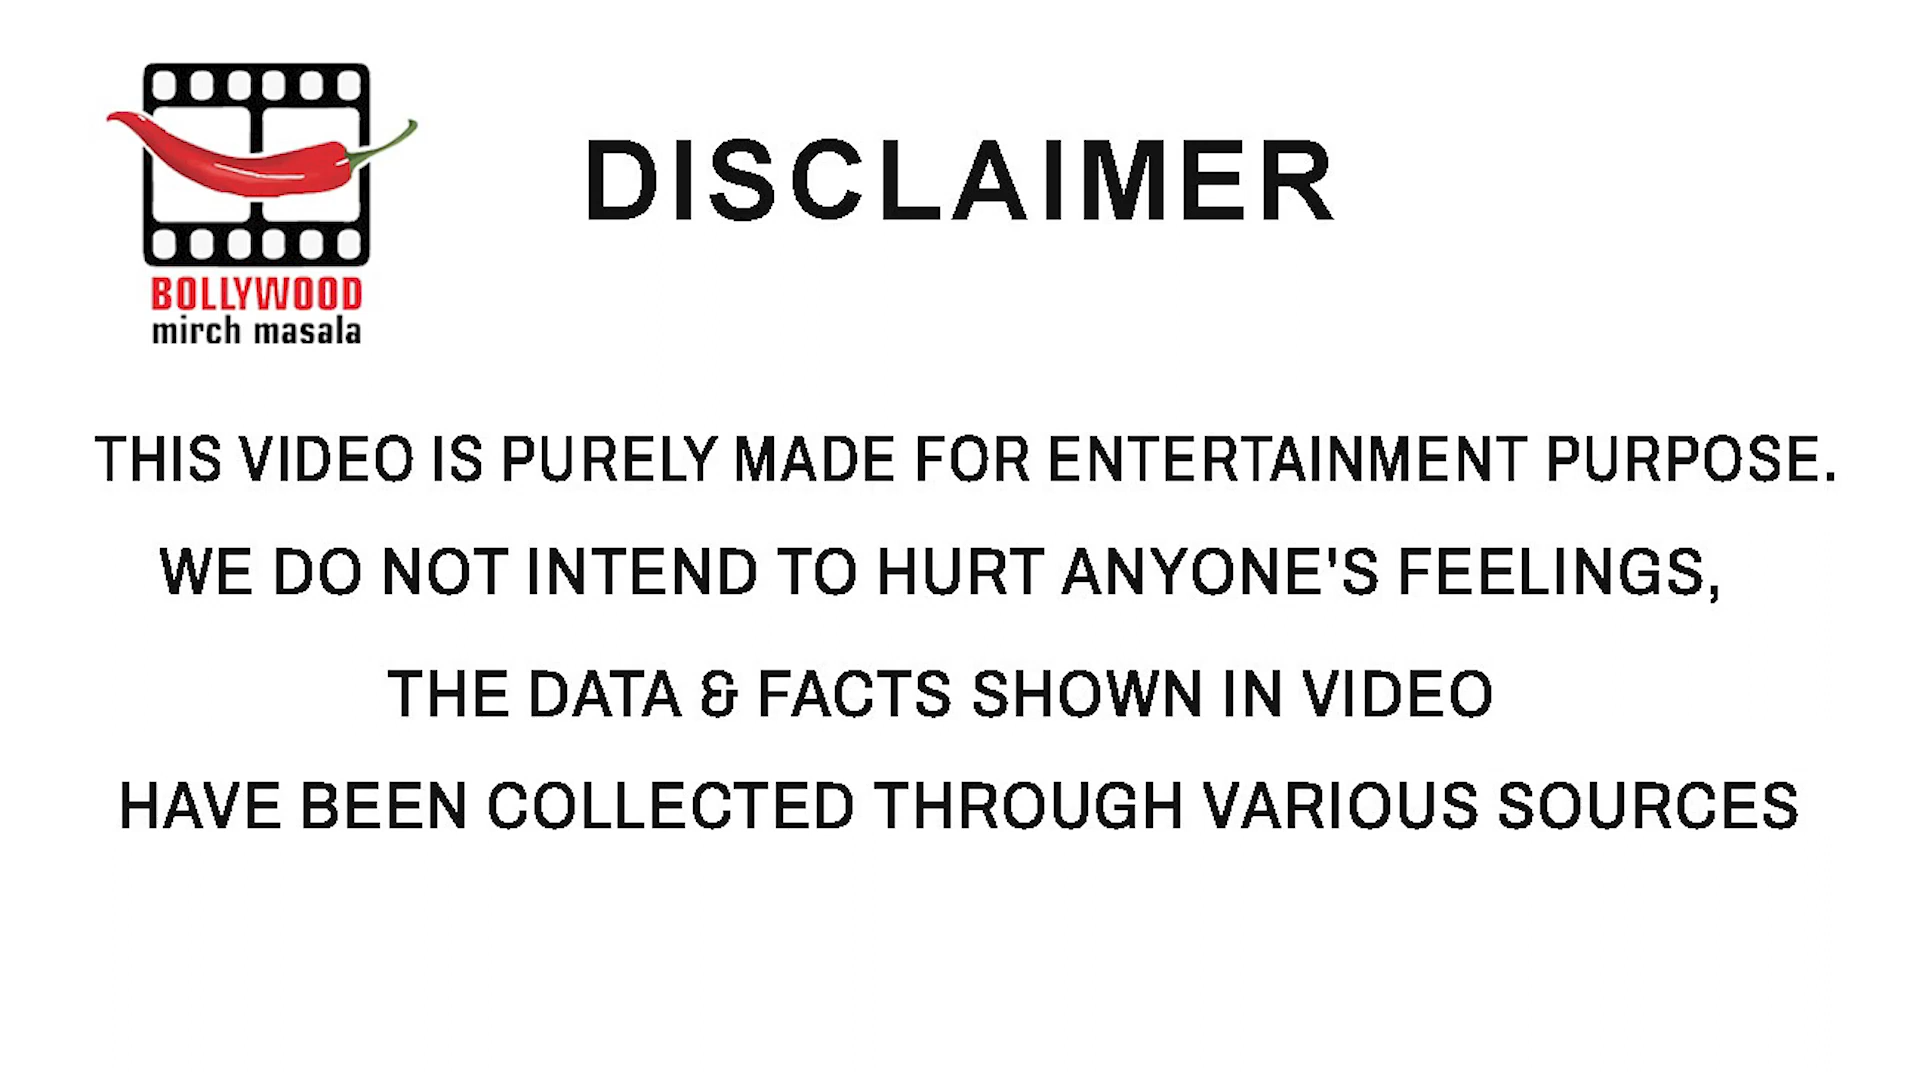 DISCLAIMER
BOLLYWOOD
mirch masala
THIS VIDEO IS PURELY MADE FOR ENTERTAINMENT PURPOSE.
WE DO NOT INTEND TO HURT ANYONE'S FEELINGS,
THE DATA & FACTS SHOWN IN VIDEO
HAVE BEEN COLLECTED THROUGH VARIOUS SOURCES